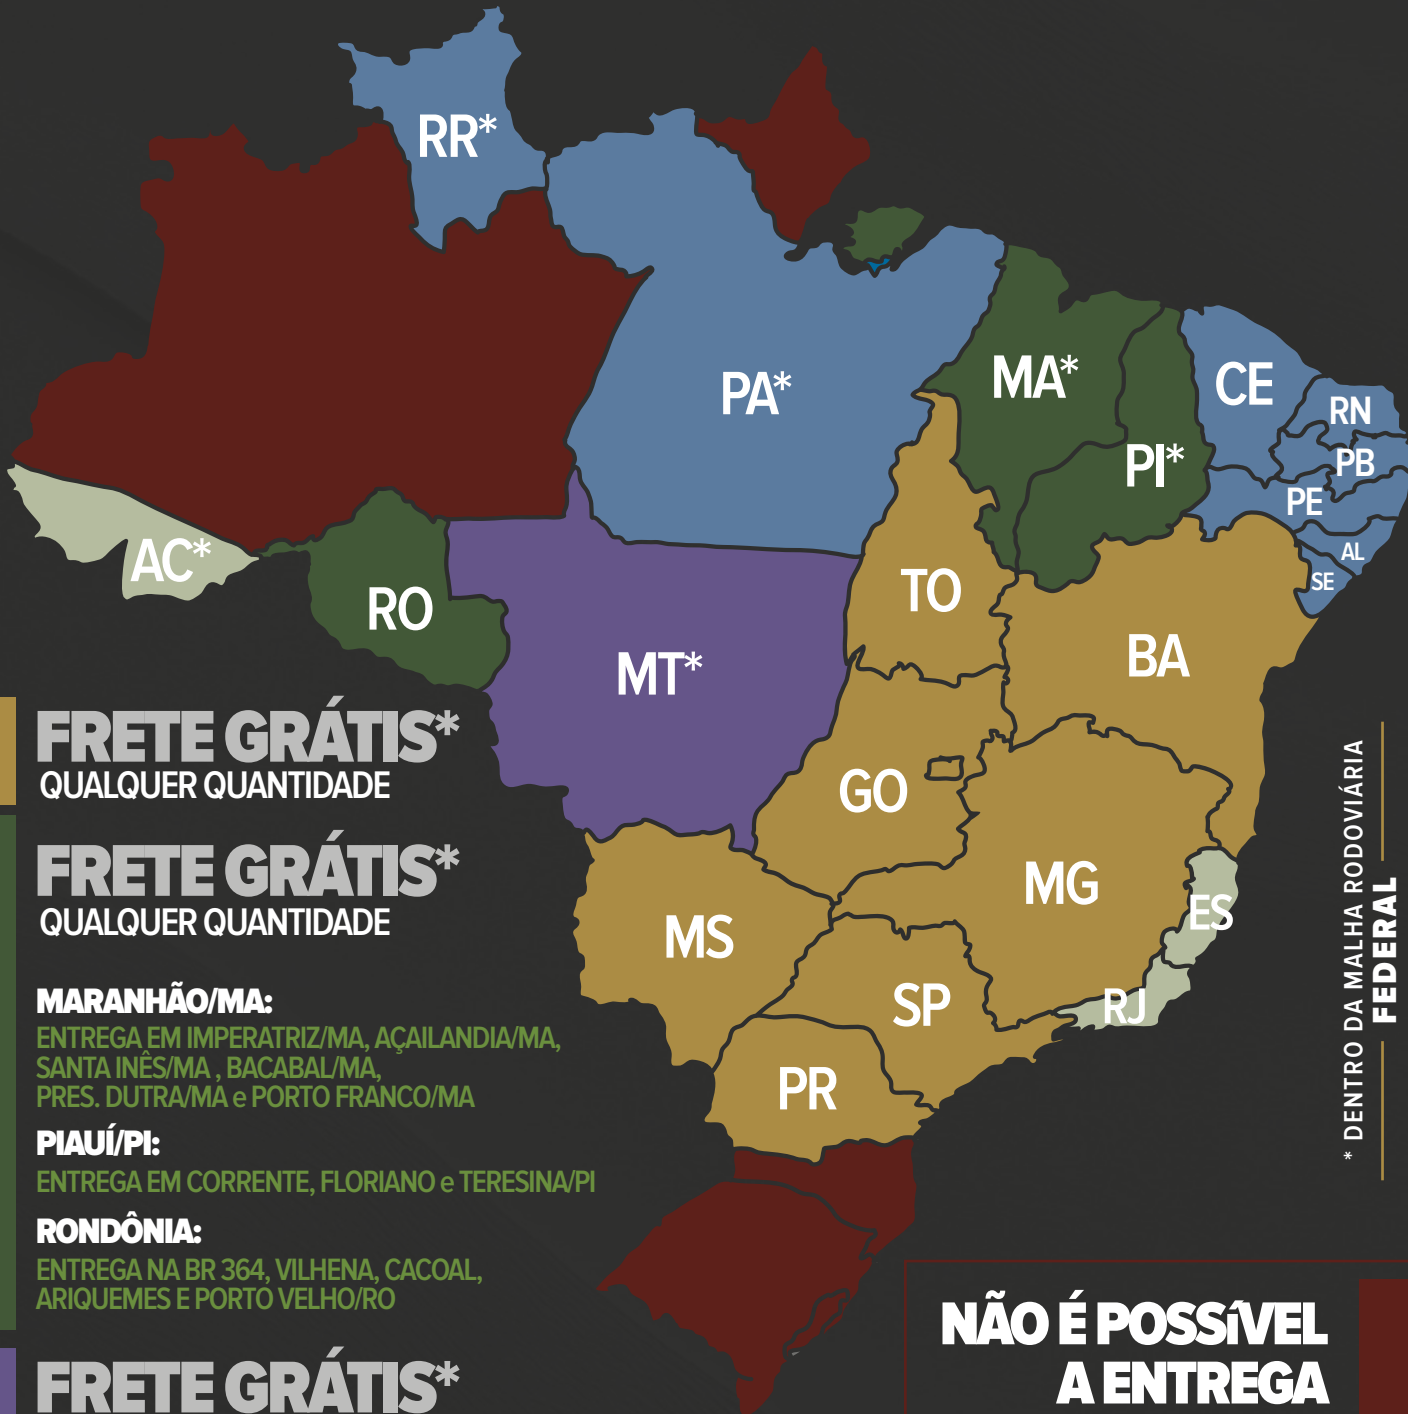 RR*
PA*
MA*
CE
RN
PI*
PB
PE
AC*
AL
SE
RO
TO
MT*
BA
GO
MG
ES
MS
SP
RJ
PR
FRETE GRÁTIS*
QUALQUER QUANTIDADE
FRETE GRÁTIS*
QUALQUER QUANTIDADE
MARANHÃO/MA:
ENTREGA EM IMPERATRIZ/MA, AÇAILANDIA/MA,
SANTA INÊS/MA , BACABAL/MA,
PRES. DUTRA/MA e PORTO FRANCO/MA
PIAUÍ/PI:
ENTREGA EM CORRENTE, FLORIANO e TERESINA/PI
RONDÔNIA:
ENTREGA NA BR 364, VILHENA, CACOAL,
ARIQUEMES E PORTO VELHO/RO
FRETE GRÁTIS*
* DENTRO DA MALHA RODOVIÁRIA
FEDERAL
NÃO É POSSíVEL
A ENTREGA